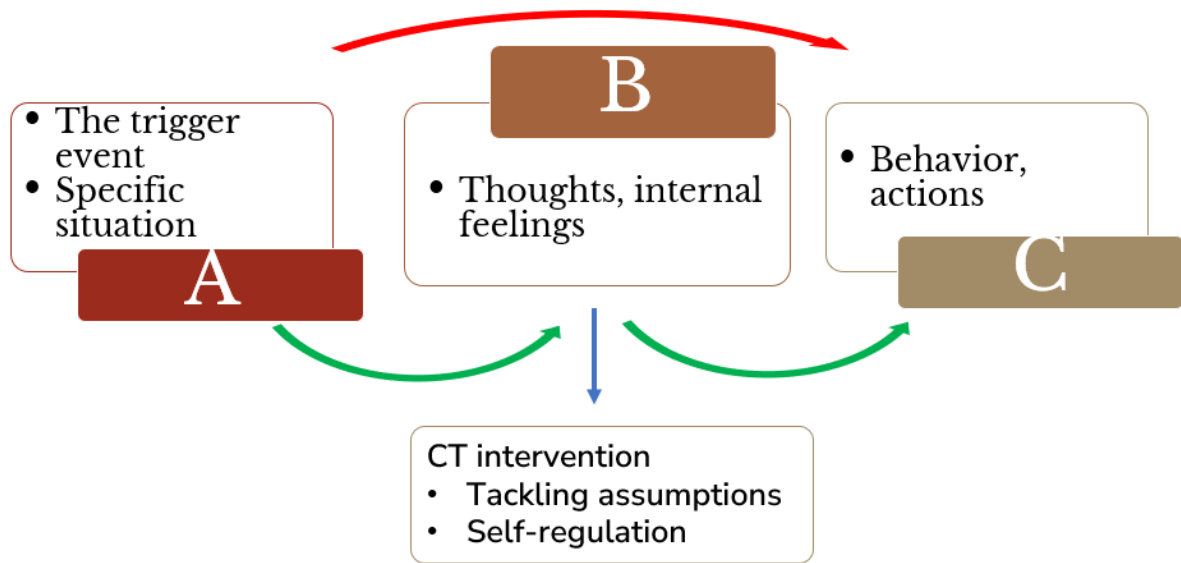 • The trigger
event
• Specific
situation
A
B
• Thoughts, internal
feelings
• Behavior,
actions
C
CT intervention
• Tackling assumptions
• Self-regulation